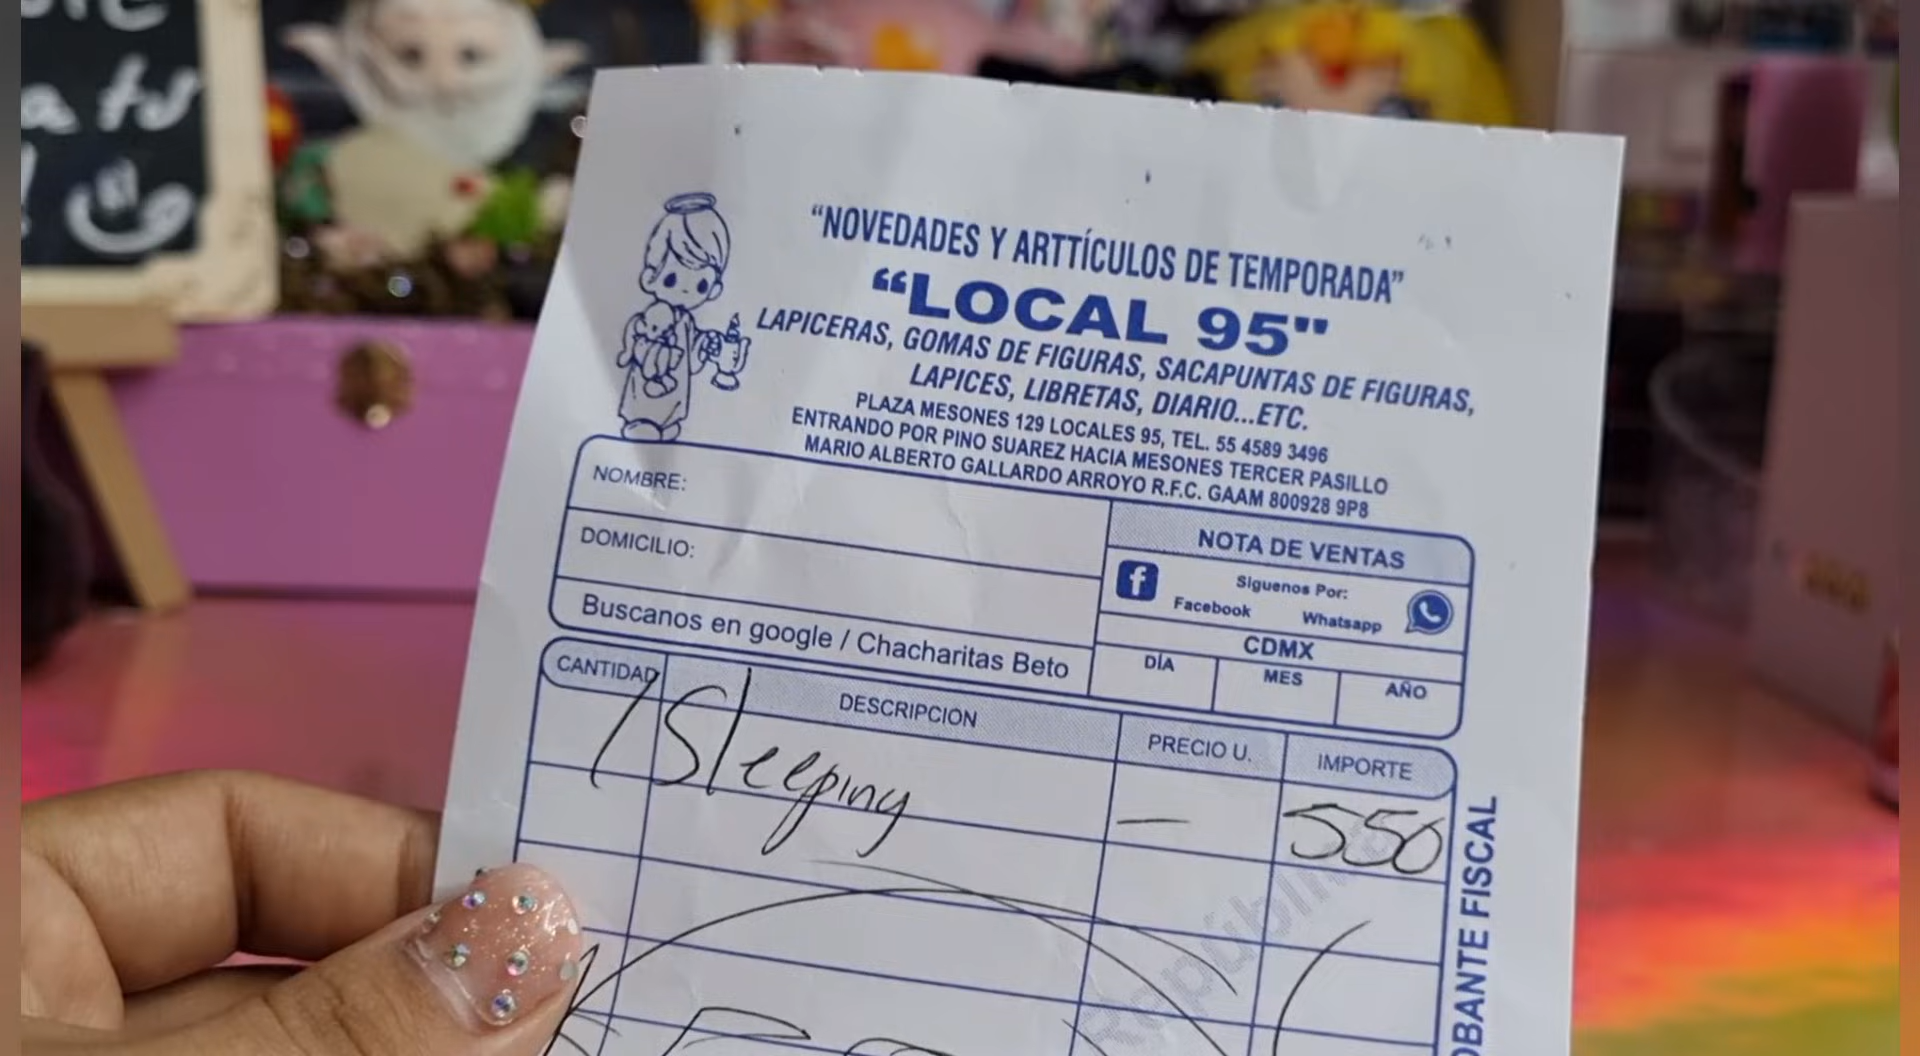 a tu
"NOVEDADES Y ARTTÍCULOS DE TEMPORADA"
"LOCAL 95"
LAPICERAS, GOMAS DE FIGURAS, SACAPUNTAS DE FIGURAS,
LAPICES, LIBRETAS, DIARIO...ETC.
PLAZA MESONES 129 LOCALES 95, TEL. 55 4589 3496
ENTRANDO POR PINO SUAREZ HACIA MESONES TERCER PASILLO
MARIO ALBERTO GALLARDO ARROYO R.F.C. GAAM 800928 9P8
NOMBRE:
DOMICILIO:
Buscanos en google / Chacharitas Beto
NOTA DE VENTAS
Siguenos Por:
Facebook Whatsapp
CDMX
DÍA MES AÑO
CANTIDAD DESCRIPCION PRECIO U. IMPORTE
1 Sleeping — 550
OBANTE FISCAL